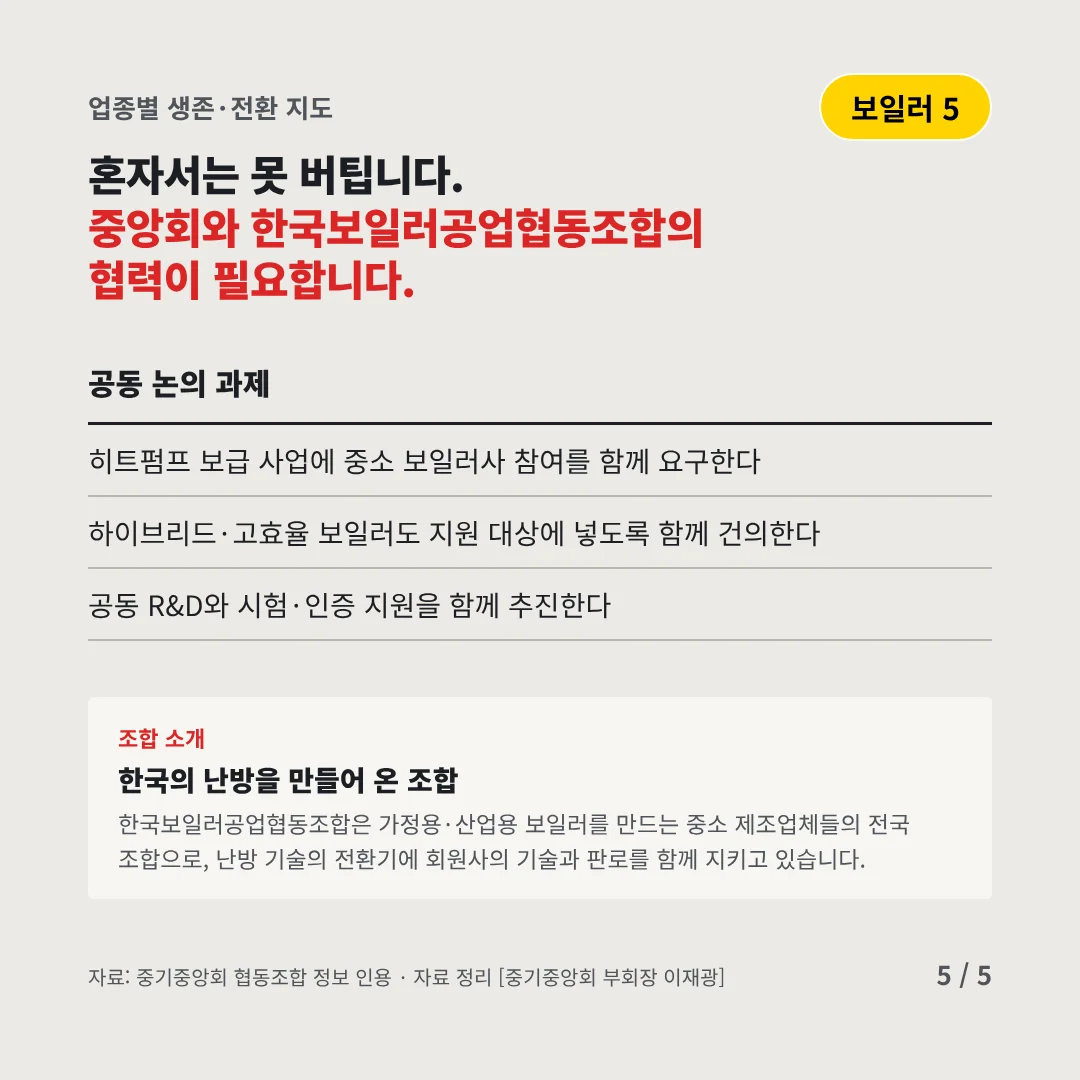 업종별 생존·전환 지도
보일러 5
혼자서는 못 버팁니다.
중앙회와 한국보일러공업협동조합의
협력이 필요합니다.
공동 논의 과제
히트펌프 보급 사업에 중소 보일러사 참여를 함께 요구한다
하이브리드·고효율 보일러도 지원 대상에 넣도록 함께 건의한다
공동 R&D와 시험·인증 지원을 함께 추진한다
조합 소개
한국의 난방을 만들어 온 조합
한국보일러공업협동조합은 가정용·산업용 보일러를 만드는 중소 제조업체들의 전국
조합으로, 난방 기술의 전환기에 회원사의 기술과 판로를 함께 지키고 있습니다.
자료: 중기중앙회 협동조합 정보 인용 · 자료 정리 [중기중앙회 부회장 이재광]
5 / 5